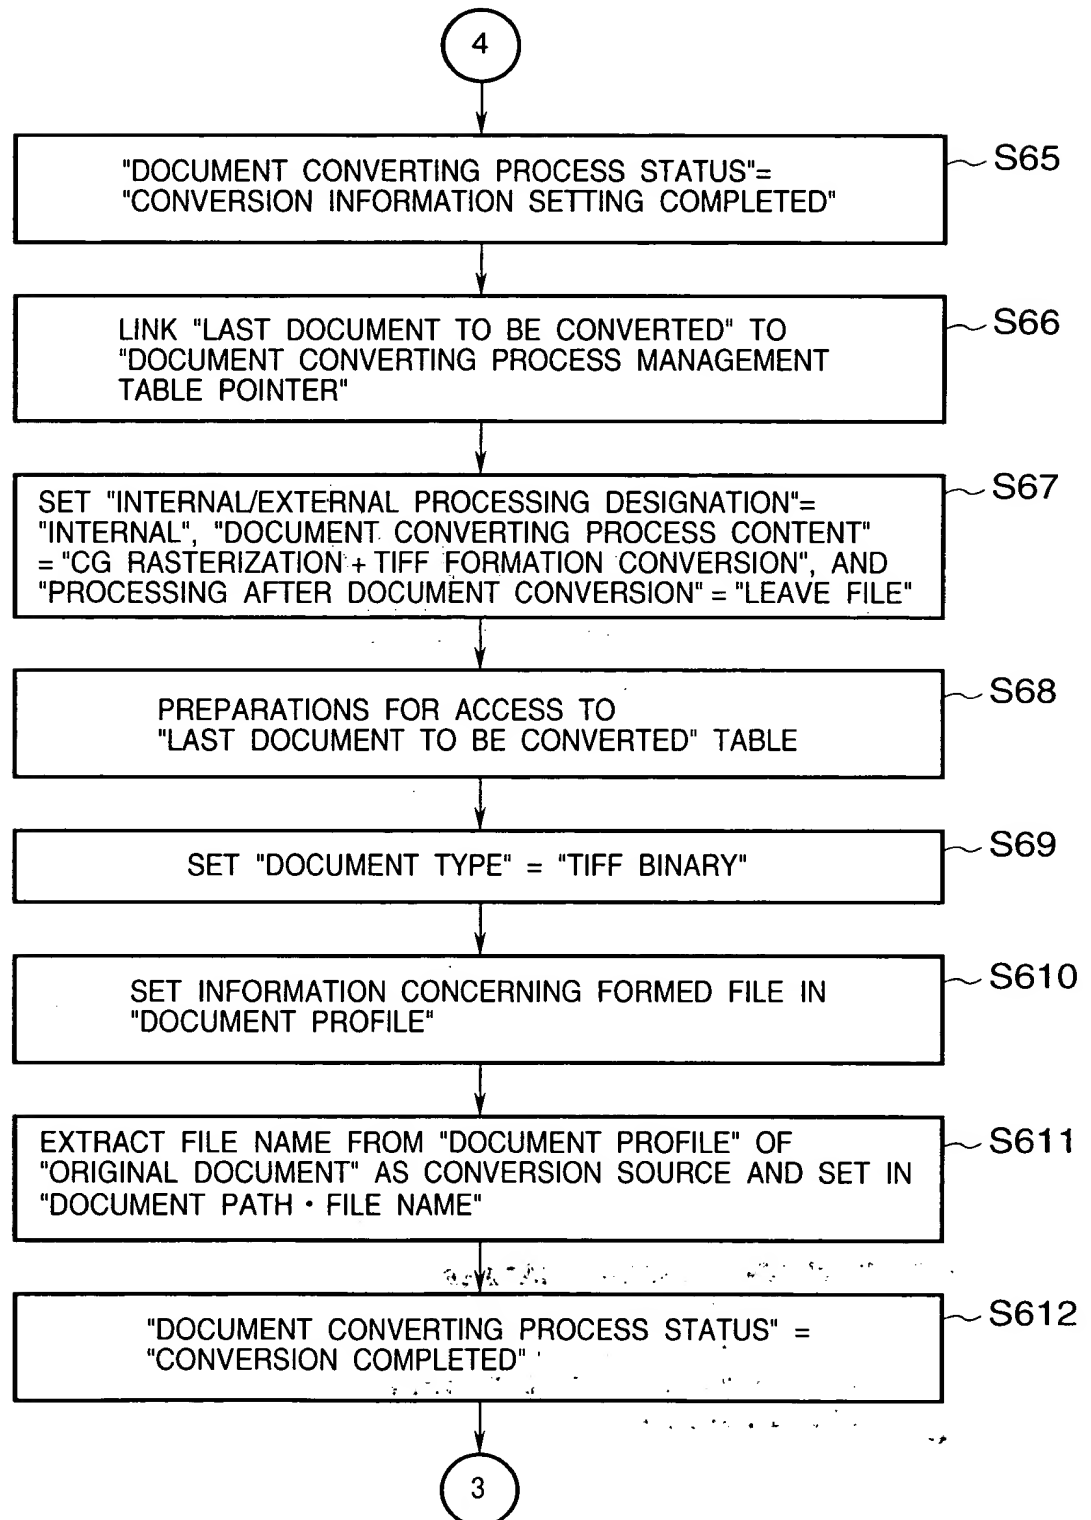 4
"DOCUMENT CONVERTING PROCESS STATUS"=
"CONVERSION INFORMATION SETTING COMPLETED"
S65
LINK "LAST DOCUMENT TO BE CONVERTED" TO
"DOCUMENT CONVERTING PROCESS MANAGEMENT
TABLE POINTER"
S66
SET "INTERNAL/EXTERNAL PROCESSING DESIGNATION"=
"INTERNAL", "DOCUMENT CONVERTING PROCESS CONTENT"
= "CG RASTERIZATION + TIFF FORMATION CONVERSION", AND
"PROCESSING AFTER DOCUMENT CONVERSION" = "LEAVE FILE"
S67
PREPARATIONS FOR ACCESS TO
"LAST DOCUMENT TO BE CONVERTED" TABLE
S68
SET "DOCUMENT TYPE" = "TIFF BINARY"
S69
SET INFORMATION CONCERNING FORMED FILE IN
"DOCUMENT PROFILE"
S610
EXTRACT FILE NAME FROM "DOCUMENT PROFILE" OF
"ORIGINAL DOCUMENT" AS CONVERSION SOURCE AND SET IN
"DOCUMENT PATH・FILE NAME"
S611
"DOCUMENT CONVERTING PROCESS STATUS" =
"CONVERSION COMPLETED"
S612
3